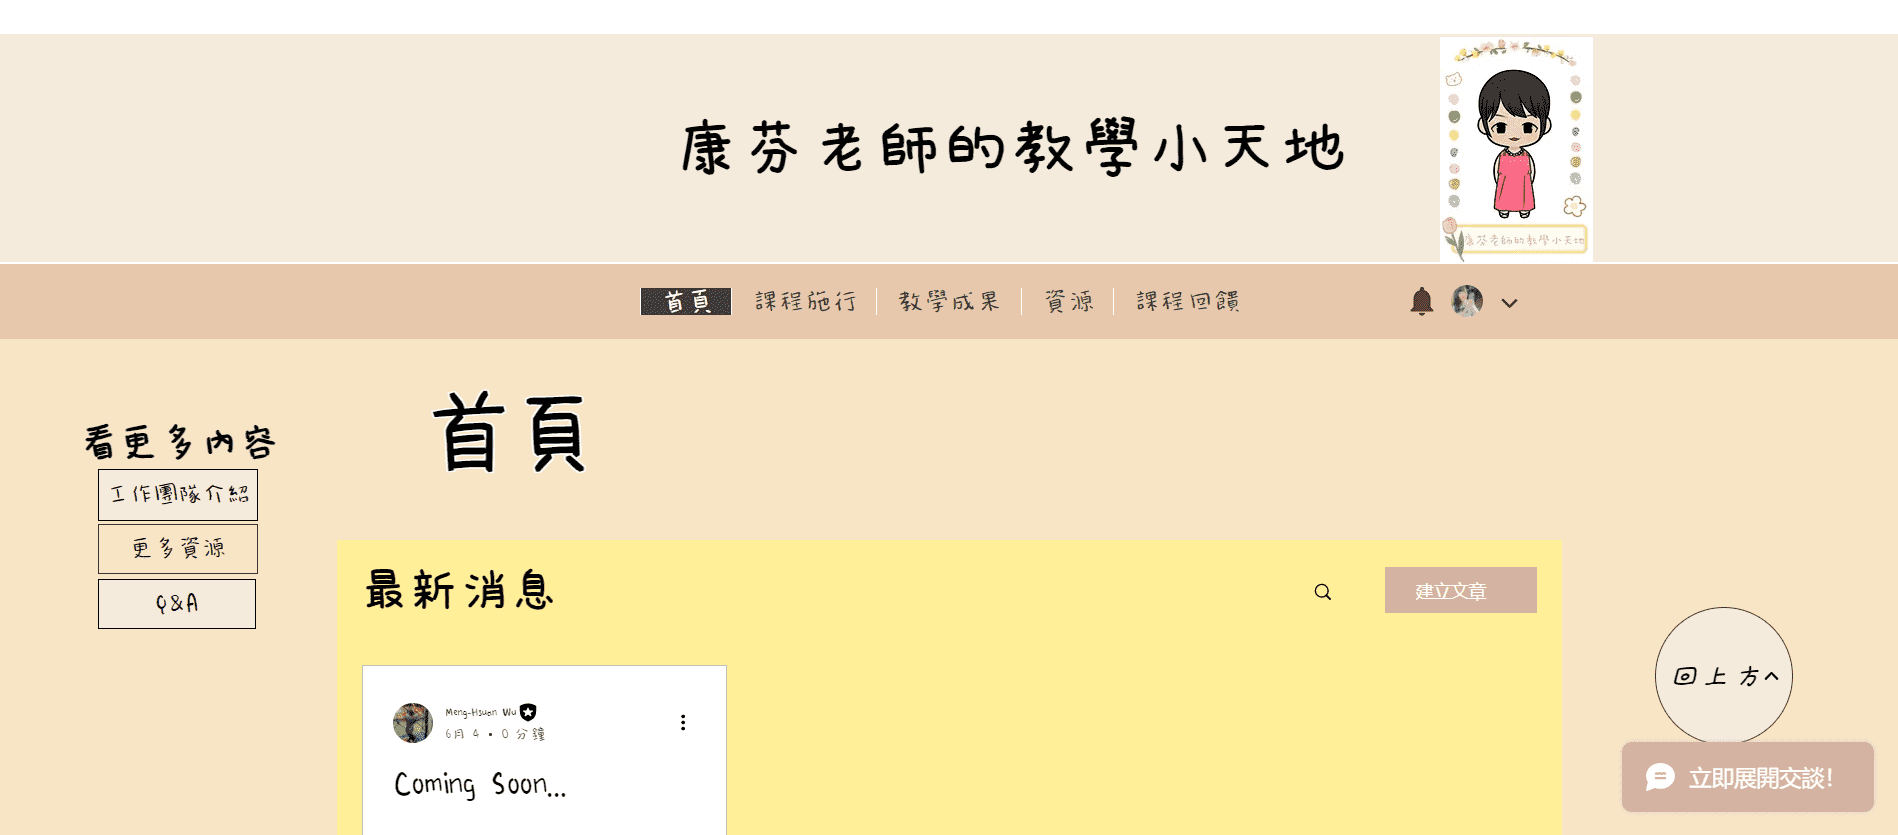 康芬老師的教學小天地
康芬老師的教學小天地
首頁 課程施行 教學成果 資源 課程回饋
首頁
看更多內容
工作團隊介紹
更多資源
Q&A
最新消息
建立文章
Meng-Hsuan Wu
6月 4 • 0 分鐘
Coming Soon...
回上方
立即展開交談!